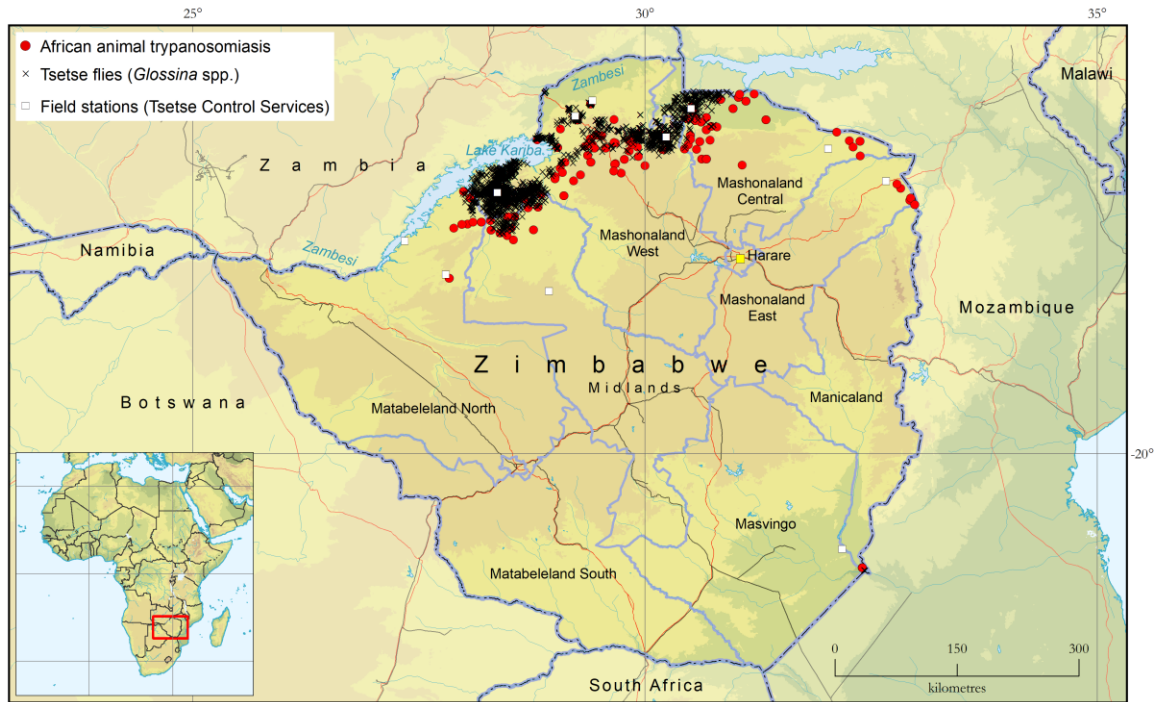 25°
30°
35°
African animal trypanosomiasis
Tsetse flies (Glossina spp.)
Field stations (Tsetse Control Services)
Zambesi
Malawi
Lake Kariba
Zambia
Mashonaland
Central
Namibia
Zambesi
Mashonaland
West
Harare
Mashonaland
East
Mozambique
Zimbabwe
Midlands
Botswana
Matabeleland North
Manicaland
-20°
Masvingo
Matabeleland South
0
150
300
kilometres
South Africa